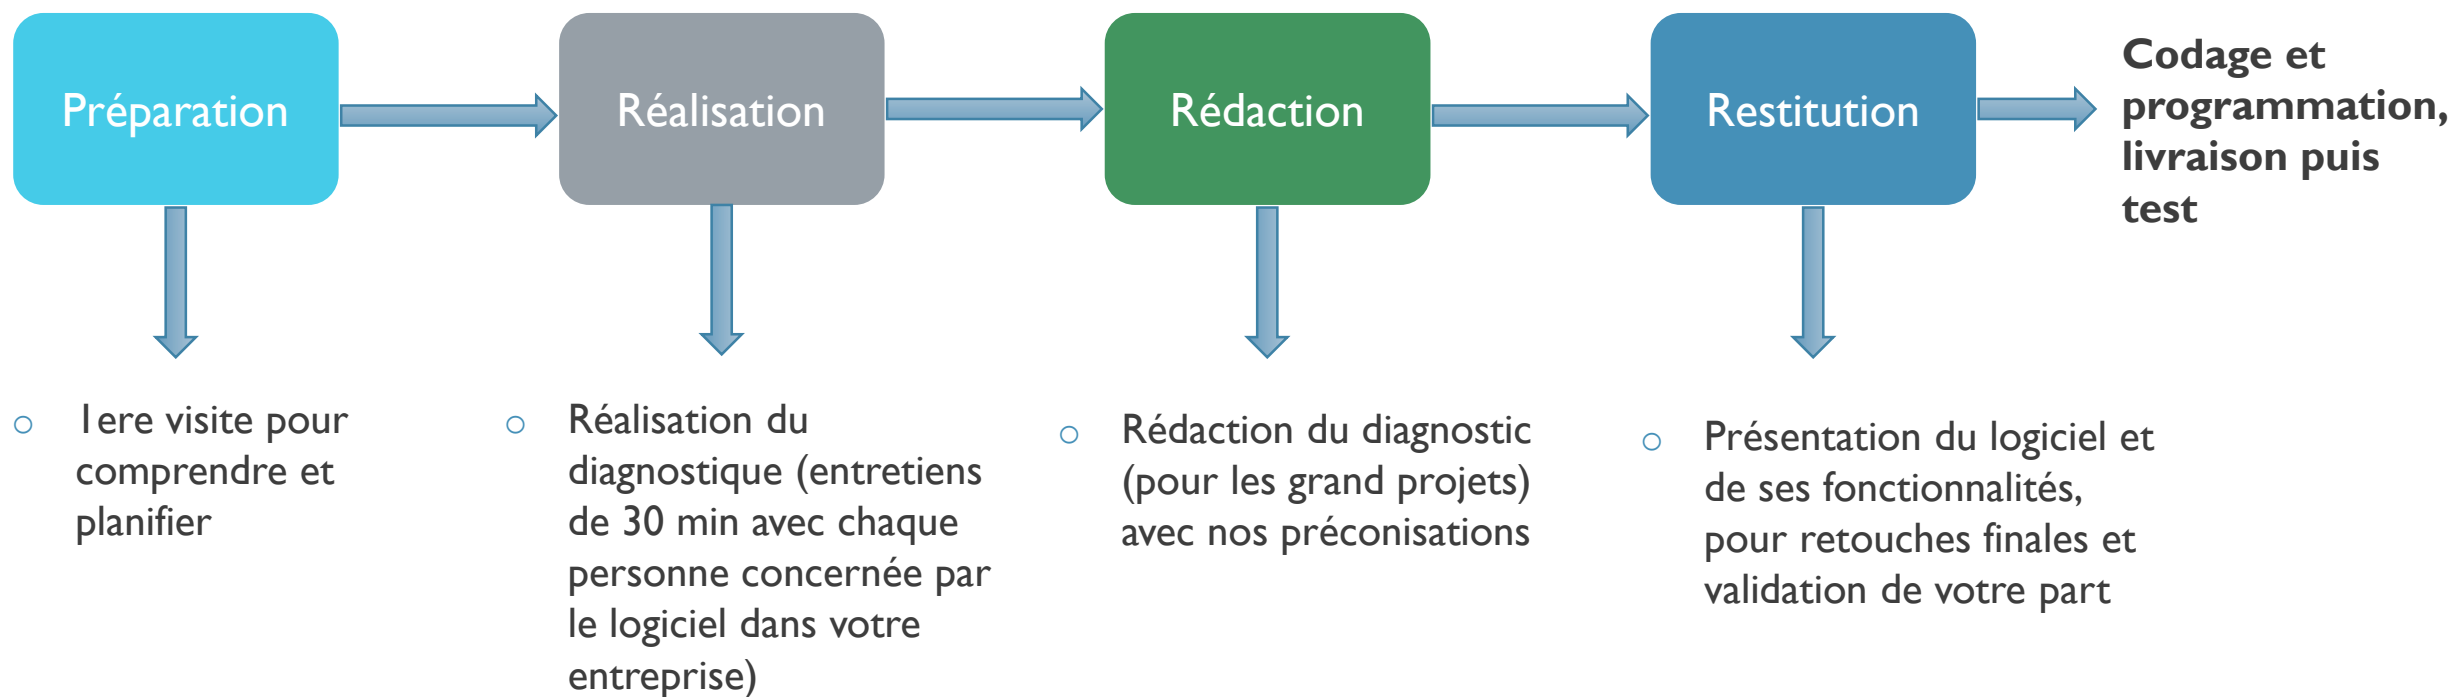 Préparation
Réalisation
Rédaction
Restitution
Codage et
programmation,
livraison puis
test
1ere visite pour
comprendre et
planifier
Réalisation du
diagnostique (entretiens
de 30 min avec chaque
personne concernée par
le logiciel dans votre
entreprise)
Rédaction du diagnostic
(pour les grand projets)
avec nos préconisations
Présentation du logiciel et
de ses fonctionnalités,
pour retouches finales et
validation de votre part